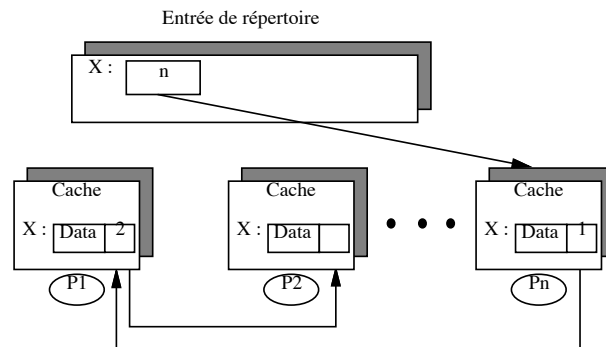 Entrée de répertoire
X : n
Cache Cache Cache
X : Data 2 X : Data X : Data 1
P1 P2 Pn